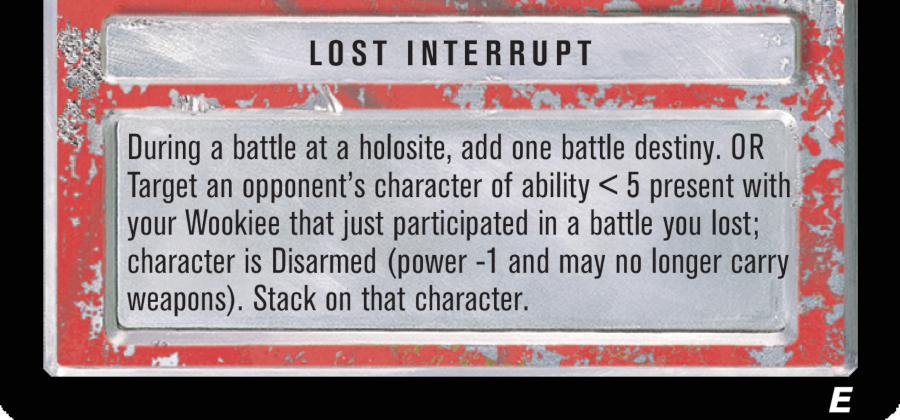 LOST INTERRUPT
During a battle at a holosite, add one battle destiny. OR
Target an opponent's character of ability < 5 present with
your Wookiee that just participated in a battle you lost;
character is Disarmed (power -1 and may no longer carry
weapons). Stack on that character.
E